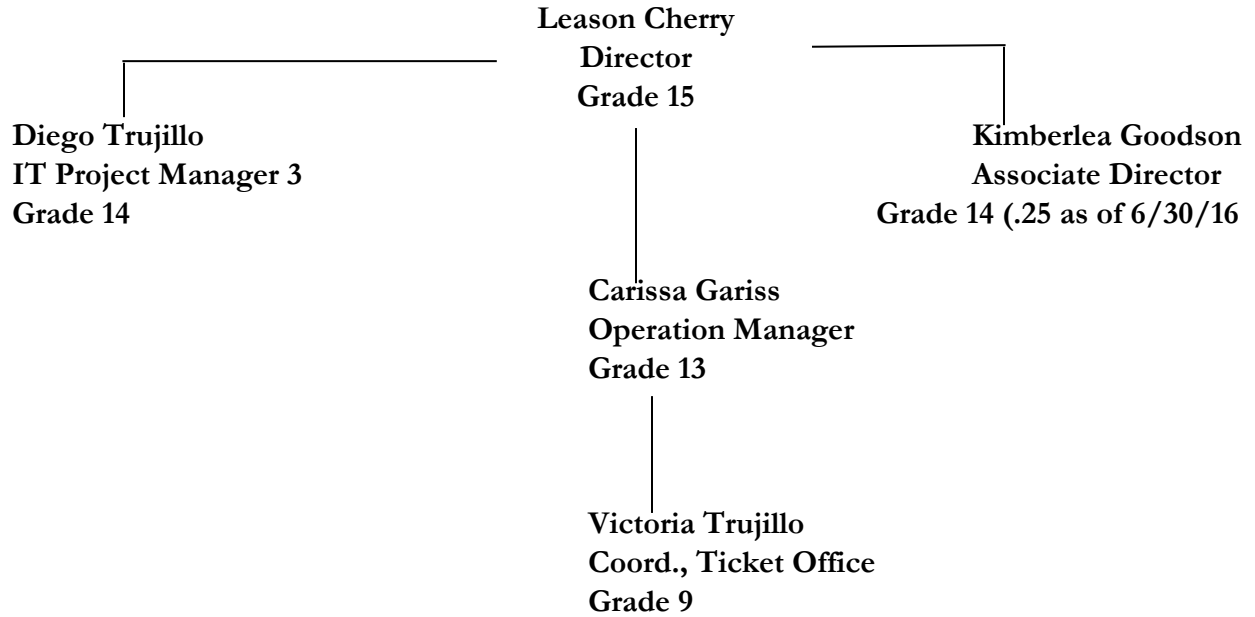 Leason Cherry
Director
Grade 15
Diego Trujillo
IT Project Manager 3
Grade 14
Kimberlea Goodson
Associate Director
Grade 14 (.25 as of 6/30/16
Carissa Gariss
Operation Manager
Grade 13
Victoria Trujillo
Coord., Ticket Office
Grade 9